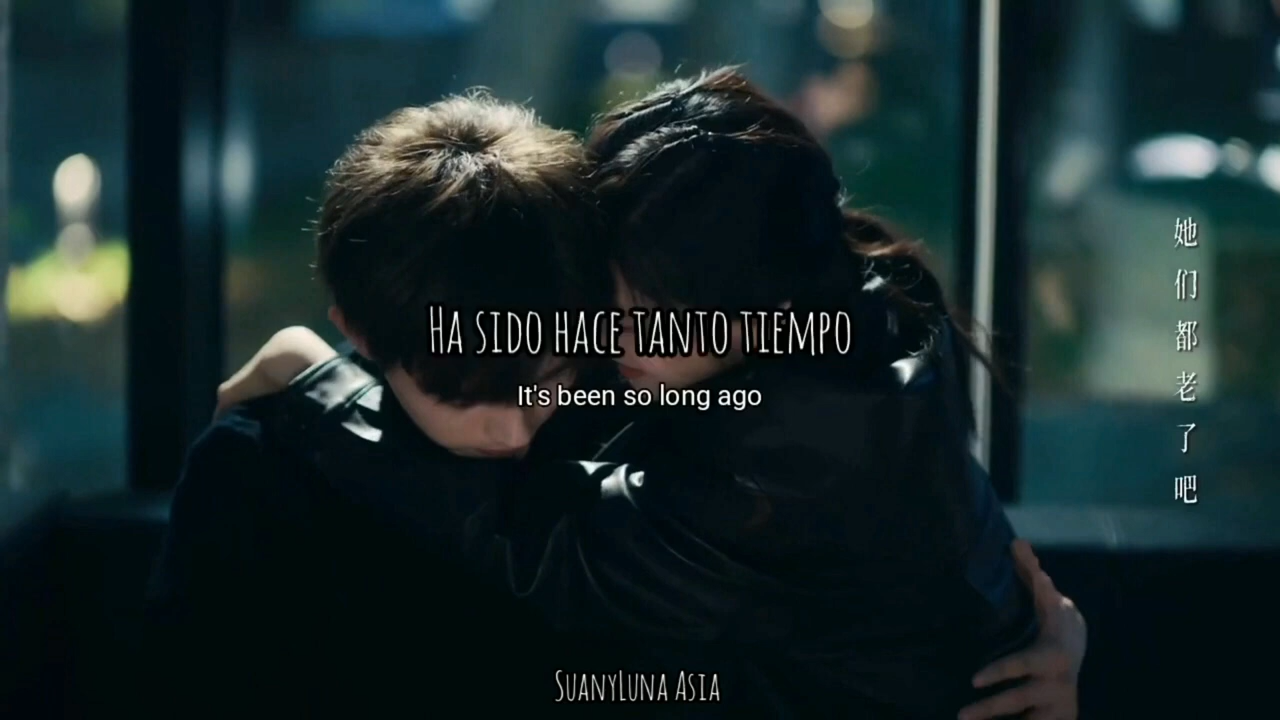 Ha sido hace tanto tiempo
It's been so long ago
她们都老了吧
SuanyLuna Asia